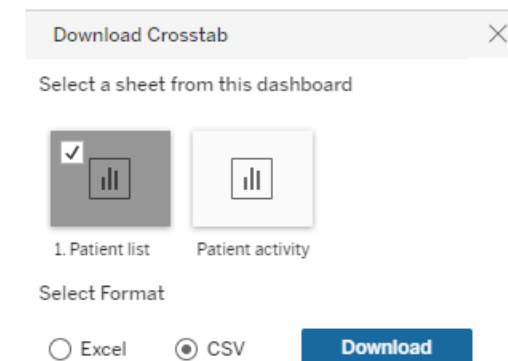 Download Crosstab
Select a sheet from this dashboard
1. Patient list Patient activity
Select Format
Excel CSV Download